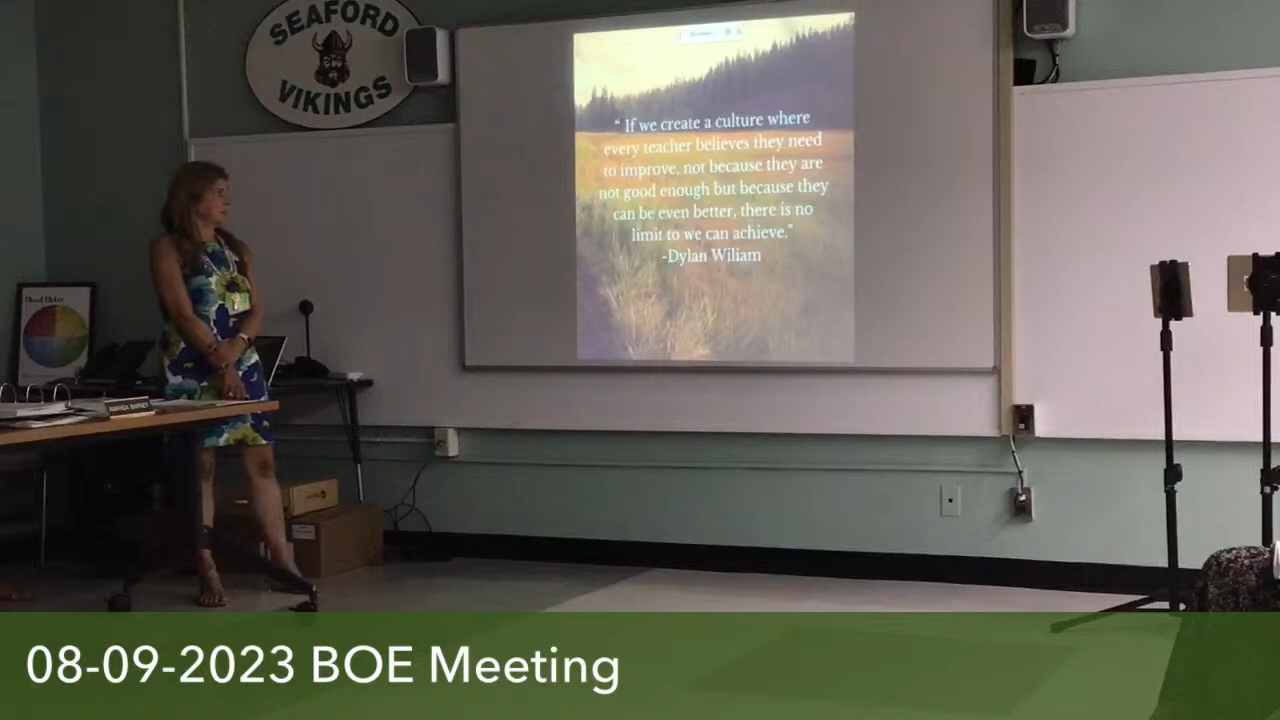 SEAFORD
VIKINGS
“ If we create a culture where
every teacher believes they need
to improve, not because they are
not good enough but because they
can be even better, there is no
limit to we can achieve.”
-Dylan Wiliam
Mood Meter
08-09-2023 BOE Meeting